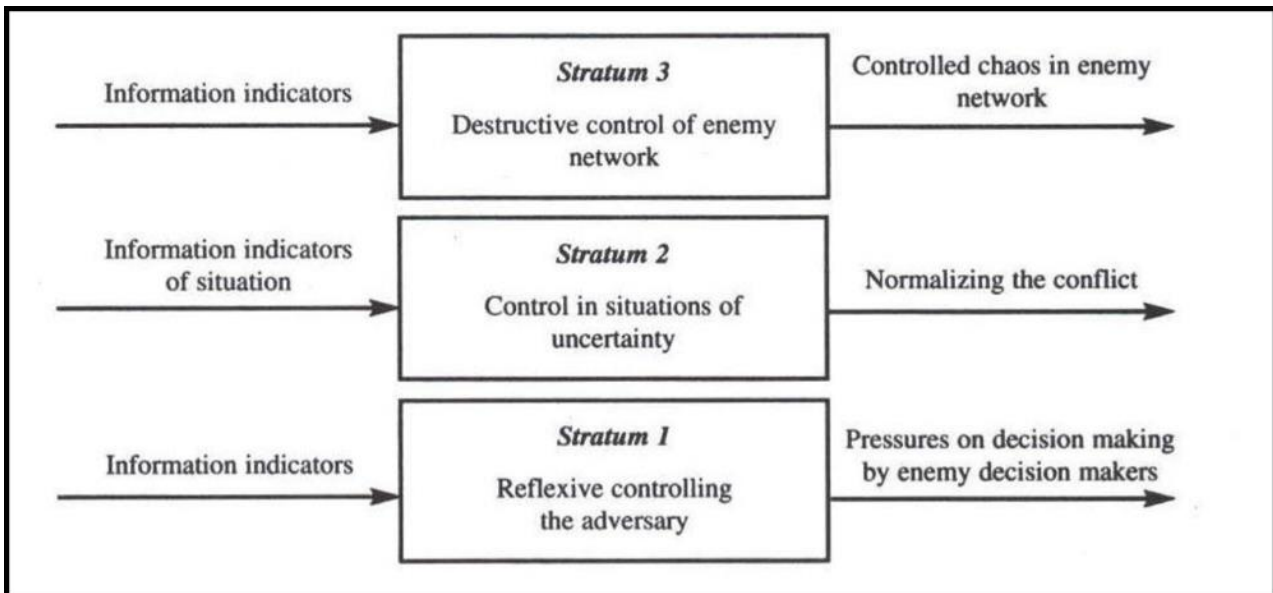 Information indicators
Stratum 3
Destructive control of enemy
network
Controlled chaos in enemy
network
Information indicators
of situation
Stratum 2
Control in situations of
uncertainty
Normalizing the conflict
Information indicators
Stratum 1
Reflexive controlling
the adversary
Pressures on decision making
by enemy decision makers